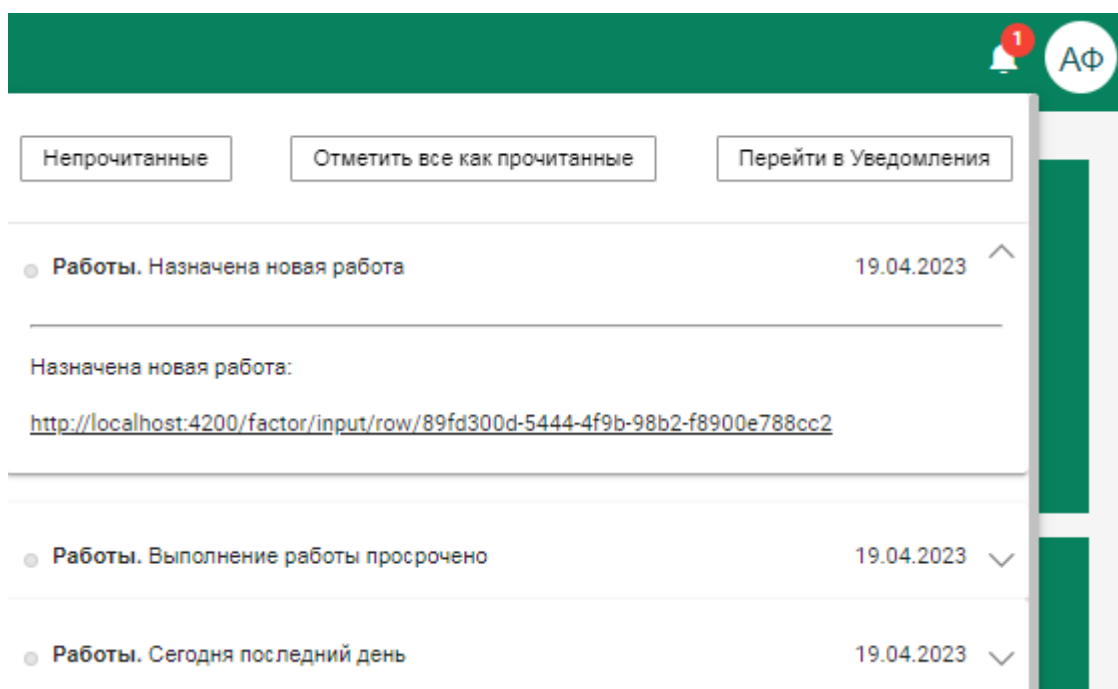 1
АФ
Непрочитанные
Отметить все как прочитанные
Перейти в Уведомления
Работы. Назначена новая работа 19.04.2023
Назначена новая работа:
http://localhost:4200/factor/input/row/89fd300d-5444-4f9b-98b2-f8900e788cc2
Работы. Выполнение работы просрочено 19.04.2023
Работы. Сегодня последний день 19.04.2023